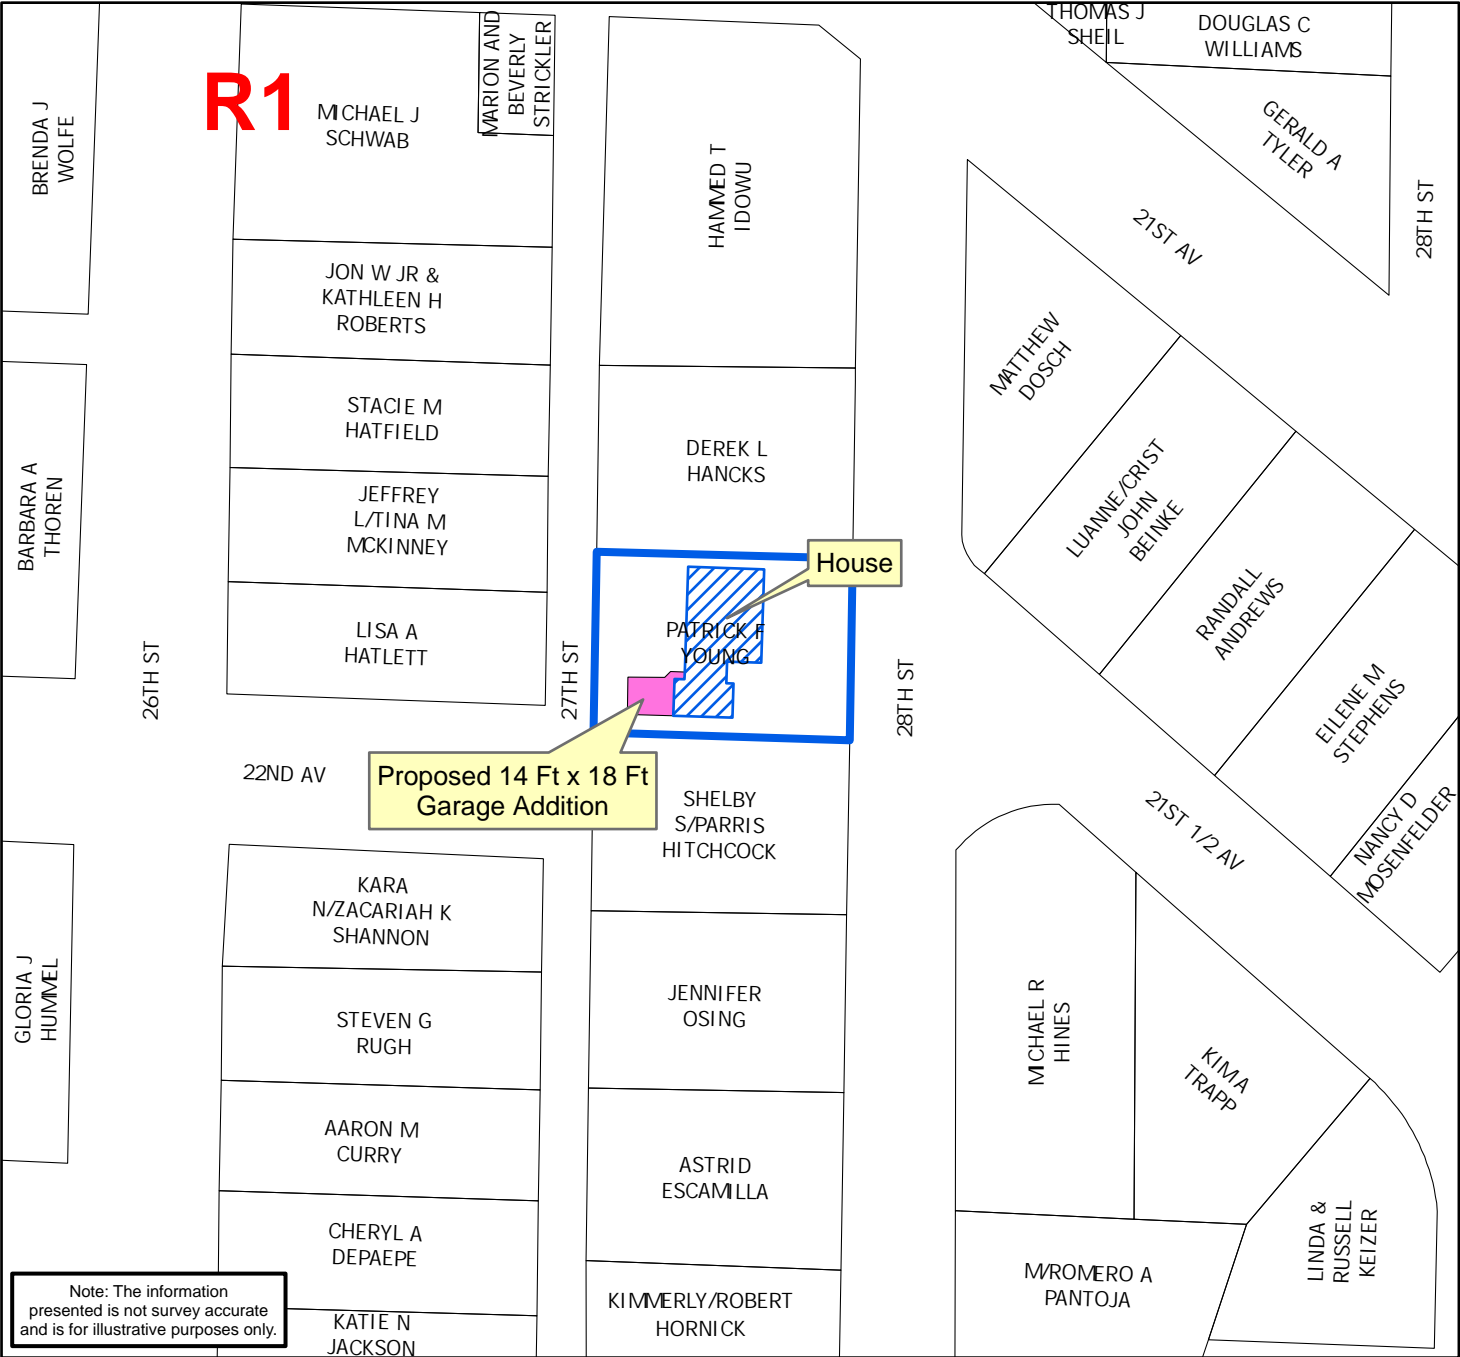 THOMAS J
SHEIL
DOUGLAS C
WILLIAMS
MARION AND
BEVERLY
STRICKLER
R1
MICHAEL J
SCHWAB
BRENDA J
WOLFE
HAMMED T
IDOWU
GERALD A
TYLER
28TH ST
21ST AV
JON W JR &
KATHLEEN H
ROBERTS
MATTHEW
DOSCH
STACIE M
HATFIELD
DEREK L
HANCKS
BARBARA A
THOREN
JEFFREY
L/TINA M
MCKINNEY
LUANNE/CRIST
JOHN
BEINKE
House
RANDALL
ANDREWS
LISA A
HATLETT
PATRICK F
YOUNG
26TH ST
27TH ST
28TH ST
EILENE M
STEPHENS
22ND AV
Proposed 14 Ft x 18 Ft
Garage Addition
SHELBY
S/PARRIS
HITCHCOCK
21ST 1/2 AV
NANCY D
MOSENFELDER
KARA
N/ZACARIAH K
SHANNON
GLORIA J
HUMMEL
JENNIFER
OSING
STEVEN G
RUGH
MICHAEL R
HINES
KIM A
TRAPP
AARON M
CURRY
ASTRID
ESCAMILLA
CHERYL A
DEPAEPE
LINDA &
RUSSELL
KEIZER
M/ROMERO A
PANTOJA
KIMMERLY/ROBERT
HORNICK
KATIE N
JACKSON
Note: The information
presented is not survey accurate
and is for illustrative purposes only.